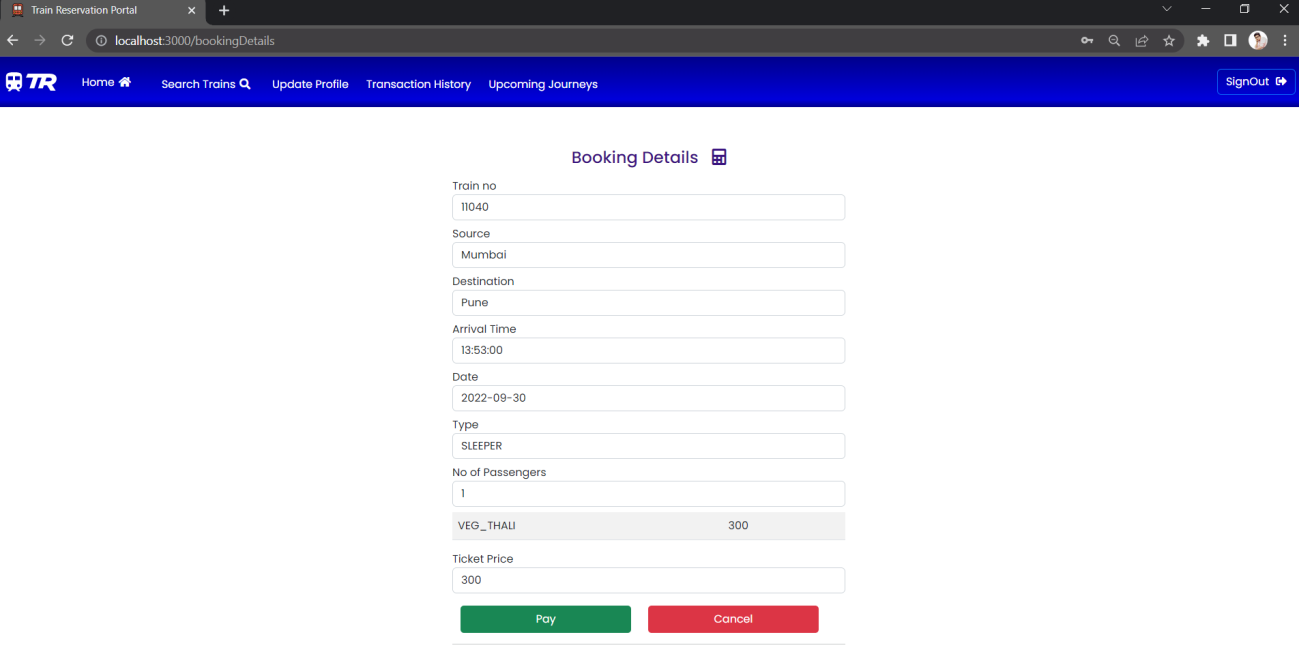 Train Reservation Portal
localhost:3000/bookingDetails
TR Home Search Trains Update Profile Transaction History Upcoming Journeys SignOut
Booking Details
Train no
11040
Source
Mumbai
Destination
Pune
Arrival Time
13:53:00
Date
2022-09-30
Type
SLEEPER
No of Passengers
1
VEG_THALI 300
Ticket Price
300
Pay Cancel